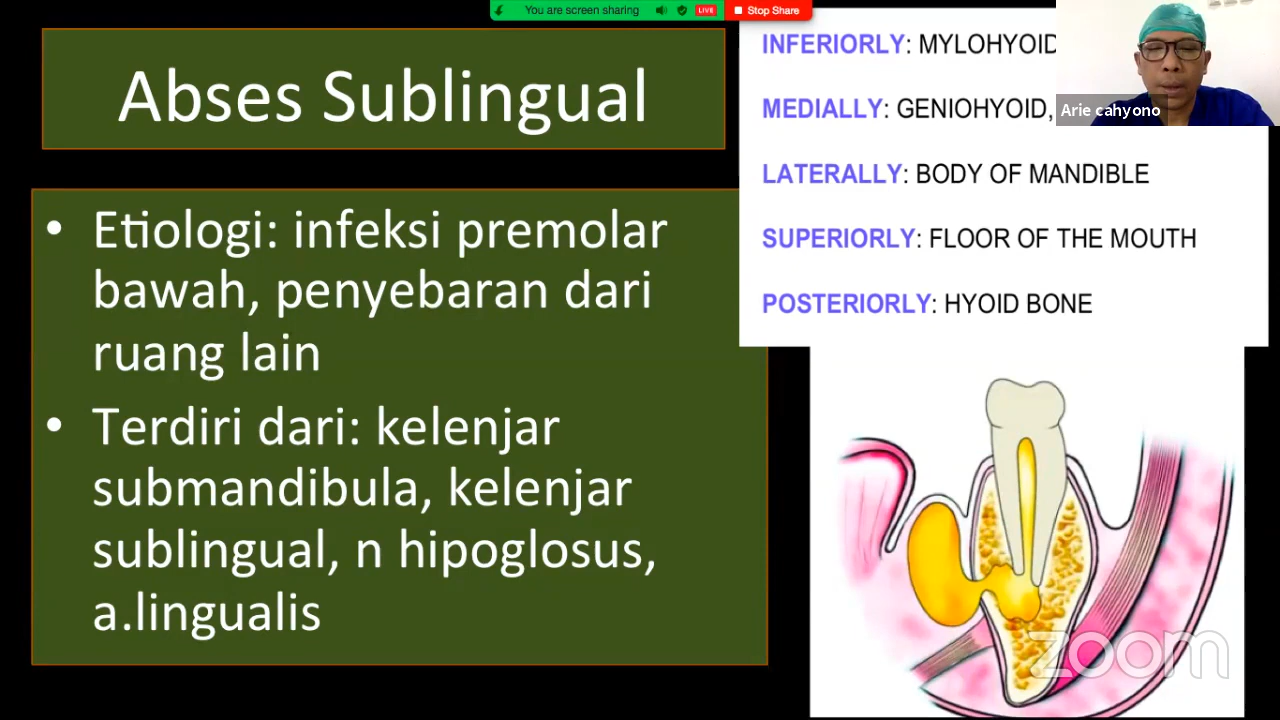 You are screen sharing
LIVE
Stop Share
Abses Sublingual
• Etiologi: infeksi premolar
bawah, penyebaran dari
ruang lain
• Terdiri dari: kelenjar
submandibula, kelenjar
sublingual, n hipoglosus,
a.lingualis
INFERIORLY: MYLOHYOID
MEDIALLY: GENIOHYOID,
LATERALLY: BODY OF MANDIBLE
SUPERIORLY: FLOOR OF THE MOUTH
POSTERIORLY: HYOID BONE
Arie cahyono
zoom